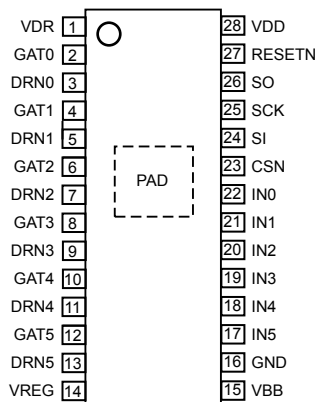 VDR 1 28 VDD
GAT0 2 27 RESETN
DRN0 3 26 SO
GAT1 4 25 SCK
DRN1 5 24 SI
GAT2 6 23 CSN
DRN2 7 PAD 22 IN0
GAT3 8 21 IN1
DRN3 9 20 IN2
GAT4 10 19 IN3
DRN4 11 18 IN4
GAT5 12 17 IN5
DRN5 13 16 GND
VREG 14 15 VBB